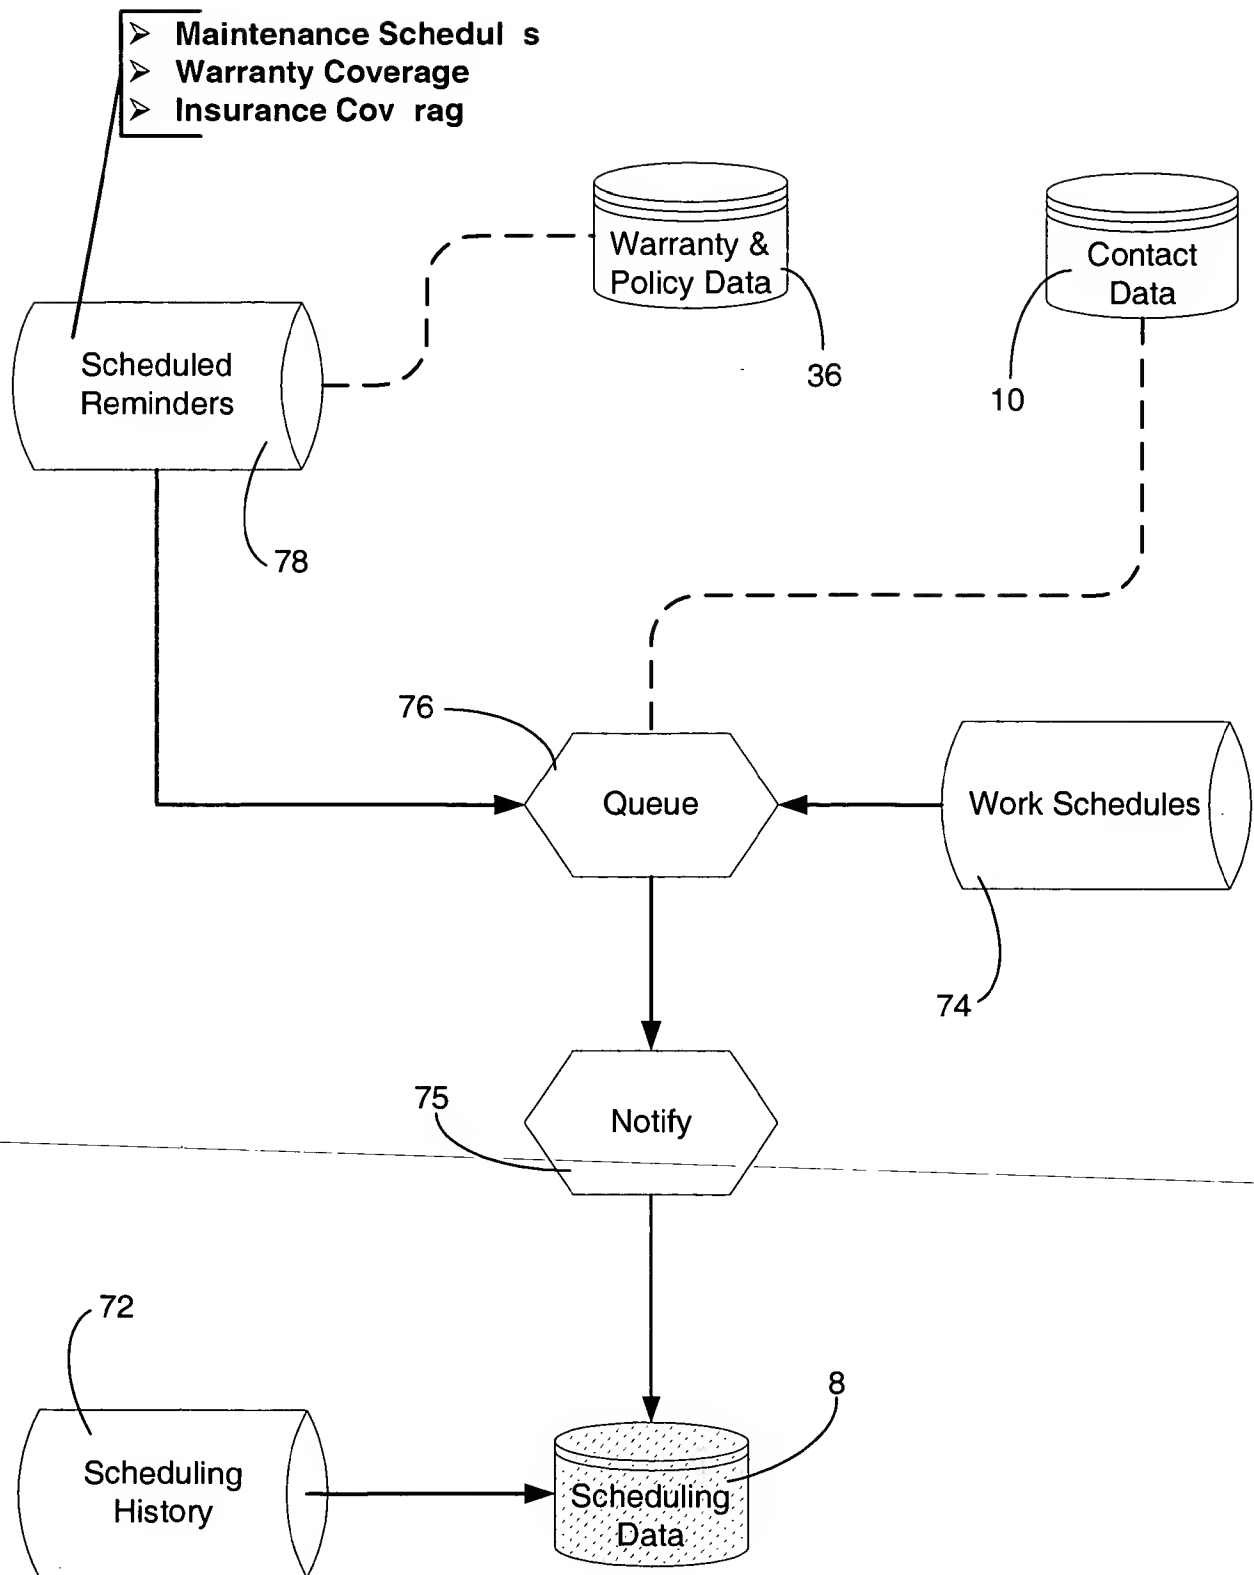 Maintenance Schedul s
Warranty Coverage
Insurance Cov rag
Warranty &
Policy Data
Contact
Data
Scheduled
Reminders
36
10
78
76
Queue
Work Schedules
74
75
Notify
72
8
Scheduling
History
Scheduling
Data